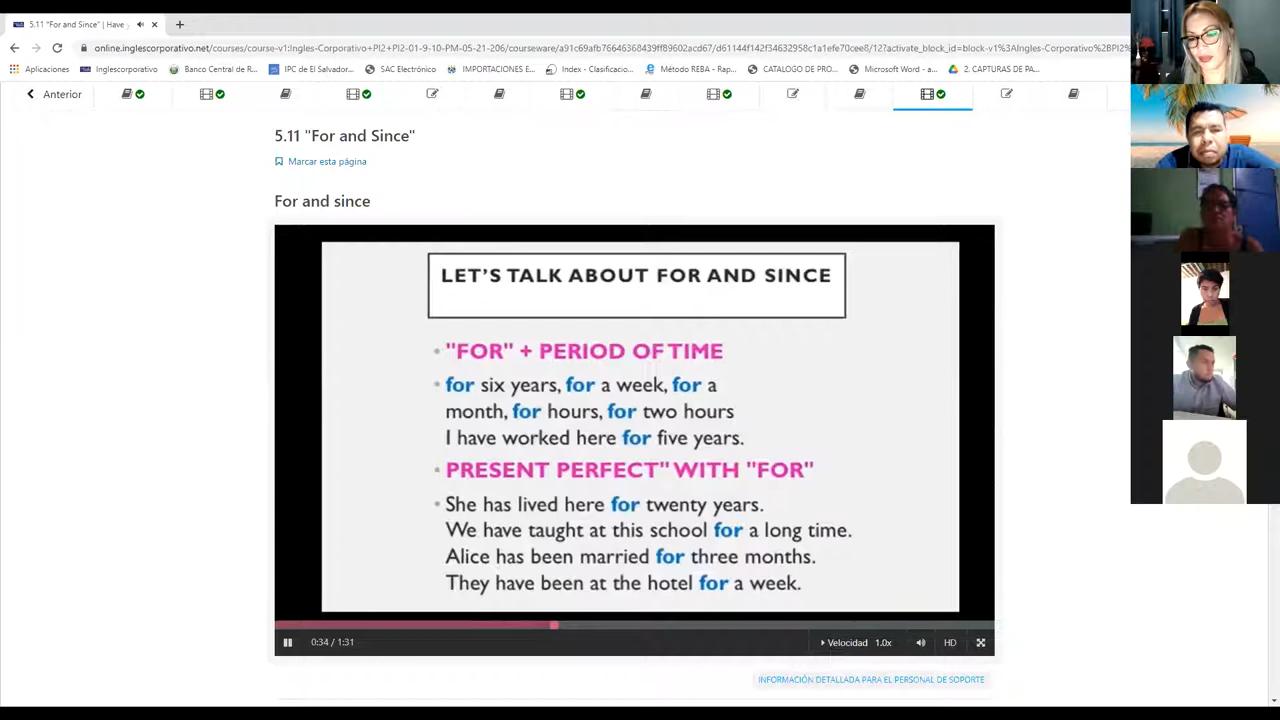 5.11 "For and Since" | Have
online.inglescorporativo.net/courses/course-v1:Ingles-Corporativo+PI2+PI2-01-9-10-PM-05-21-21/courseware/a91c69afb76646368439ff89602acd67/d61144f142f34632958c1a1efe70cee8/12?activate_block_id=block-v1%3AIngles-Corporativo%2BPI2%
Aplicaciones Inglescorporativo Banco Central de R... IPC de El Salvador... SAC Electrónico IMPORTACIONES E... Index - Clasificacio... Método REBA - Rap... CATALOGO DE PRO... Microsoft Word - a... 2. CAPTURAS DE PA...
Anterior
5.11 "For and Since"
Marcar esta página
For and since
LET'S TALK ABOUT FOR AND SINCE
• "FOR" + PERIOD OF TIME
• for six years, for a week, for a
month, for hours, for two hours
I have worked here for five years.
• PRESENT PERFECT" WITH "FOR"
• She has lived here for twenty years.
We have taught at this school for a long time.
Alice has been married for three months.
They have been at the hotel for a week.
0:34 / 1:31 Velocidad 1.0x HD
INFORMACIÓN DETALLADA PARA EL PERSONAL DE SOPORTE